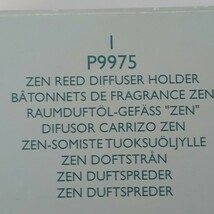 1
P9975
ZEN REED DIFFUSER HOLDER
BÂTONNETS DE FRAGRANCE ZEN
RAUMDUFTÖL-GEFÄSS "ZEN"
DIFUSOR CARRIZO ZEN
ZEN-SOMISTE TUOKSUÖLJYLLE
ZEN DOFTSTRÅN
ZEN DUFTSPREDER
ZEN DUFTSPREDER